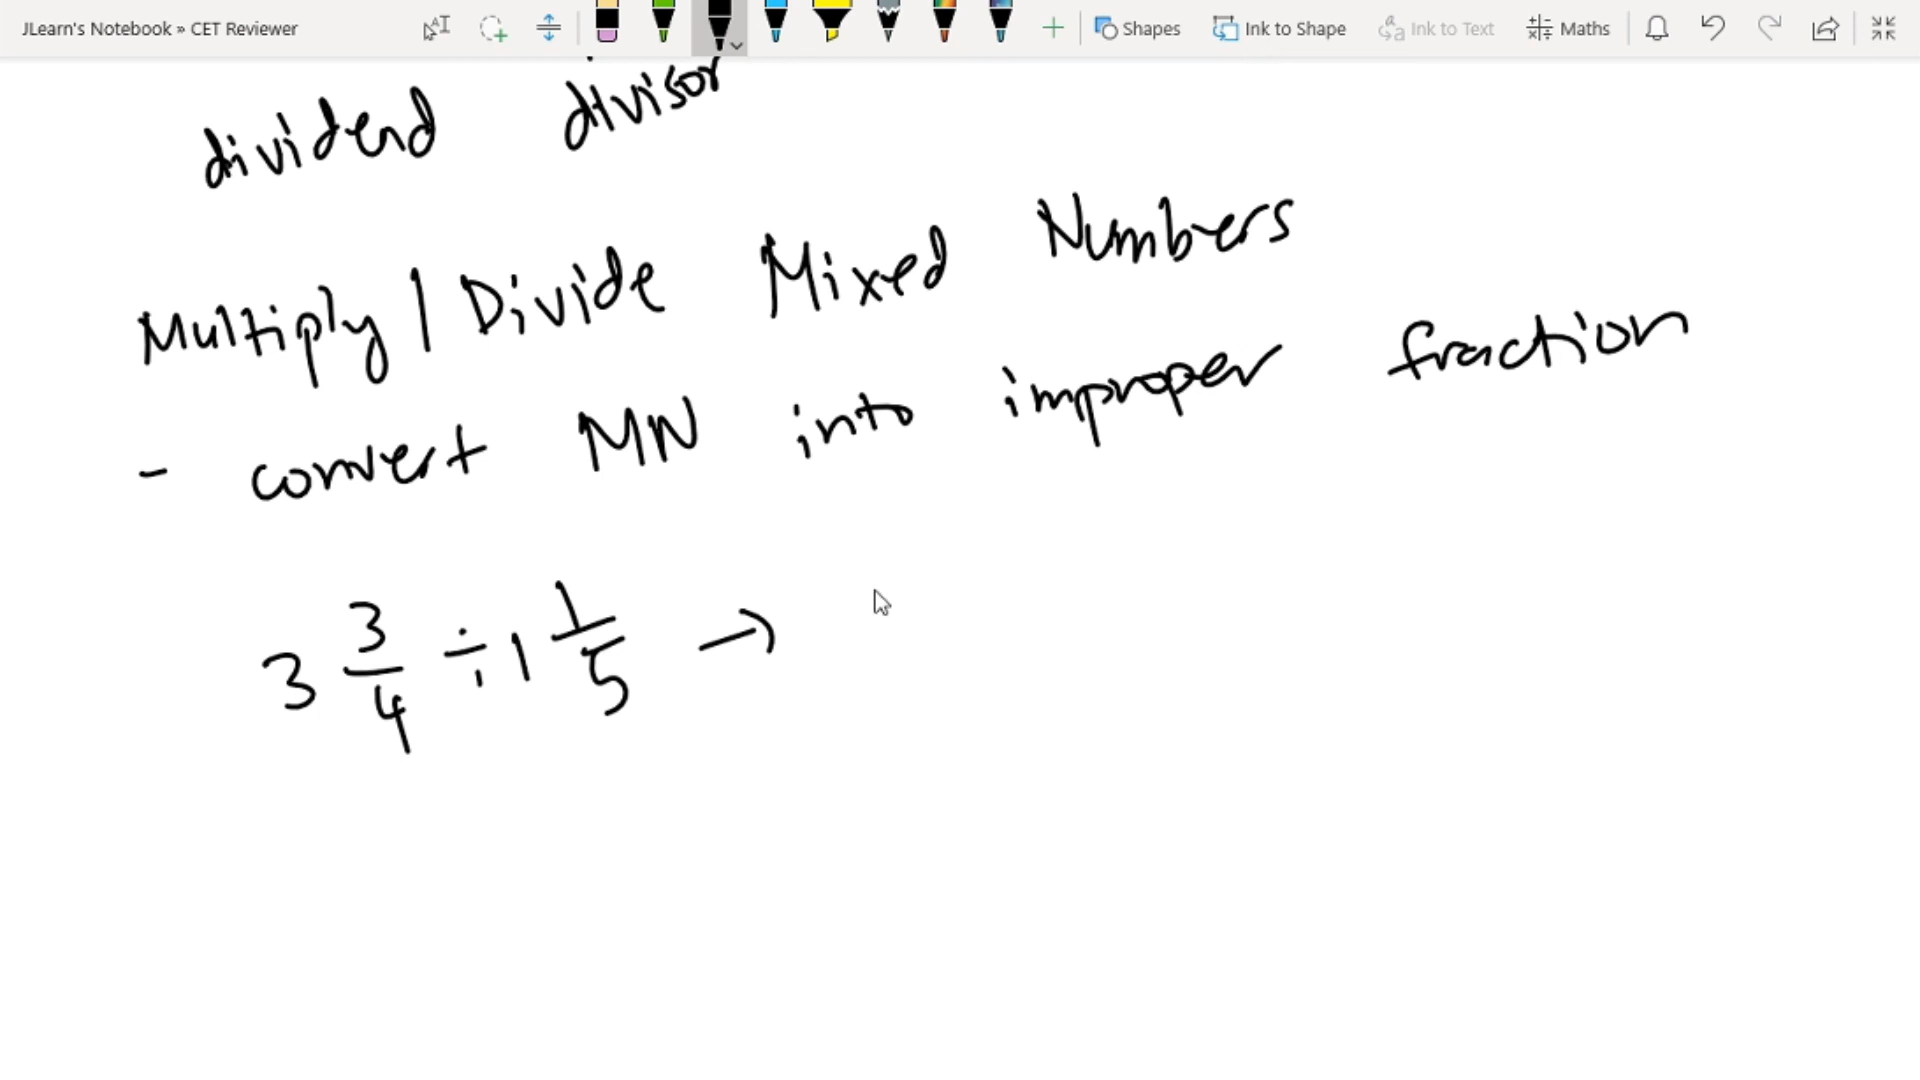 JLearn's Notebook » CET Reviewer Shapes Ink to Shape Ink to Text Maths
dividend divisor
Multiply / Divide Mixed Numbers
- convert MN into improper fraction
3 3/4 ÷ 1 1/5 →